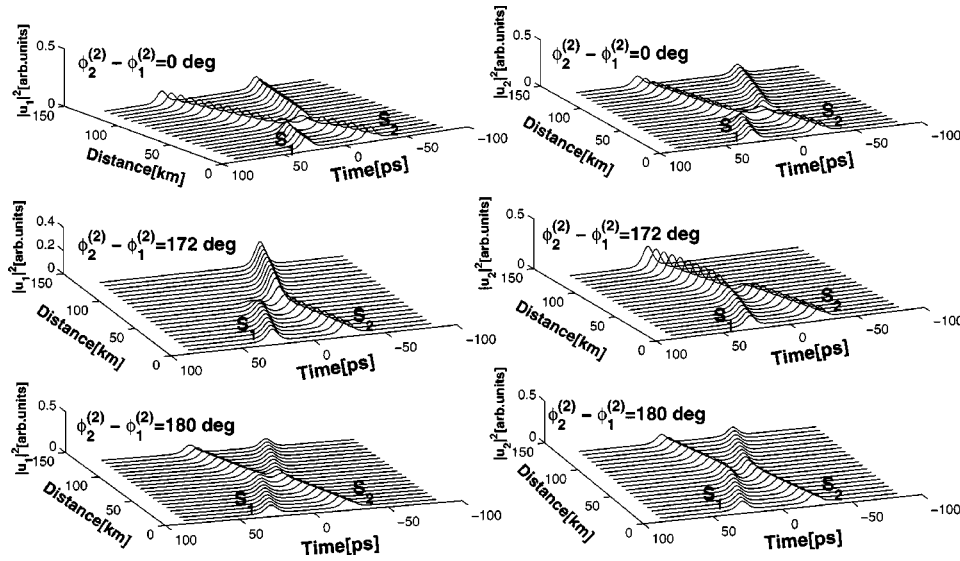 |u₁|²[arb.units]
0.5
0
150
100
50
0
Distance[km]
ϕ₂⁽²⁾ − ϕ₁⁽²⁾=0 deg
S₁
S₂
100
50
0
−50
−100
Time[ps]
|u₂|²[arb.units]
0.5
0
150
100
50
0
Distance[km]
ϕ₂⁽²⁾ − ϕ₁⁽²⁾=0 deg
S₁
S₂
100
50
0
−50
−100
Time[ps]
|u₁|²[arb.units]
0.4
0.2
0
150
100
50
0
Distance[km]
ϕ₂⁽²⁾ − ϕ₁⁽²⁾=172 deg
S₁
S₂
100
50
0
−50
−100
Time[ps]
|u₂|²[arb.units]
0.5
0
150
100
50
0
Distance[km]
ϕ₂⁽²⁾ − ϕ₁⁽²⁾=172 deg
S₁
S₂
100
50
0
−50
−100
Time[ps]
|u₁|²[arb.units]
0.5
0
150
100
50
0
Distance[km]
ϕ₂⁽²⁾ − ϕ₁⁽²⁾=180 deg
S₁
S₂
100
50
0
−50
−100
Time[ps]
|u₂|²[arb.units]
0.5
0
150
100
50
0
Distance[km]
ϕ₂⁽²⁾ − ϕ₁⁽²⁾=180 deg
S₁
S₂
100
50
0
−50
−100
Time[ps]